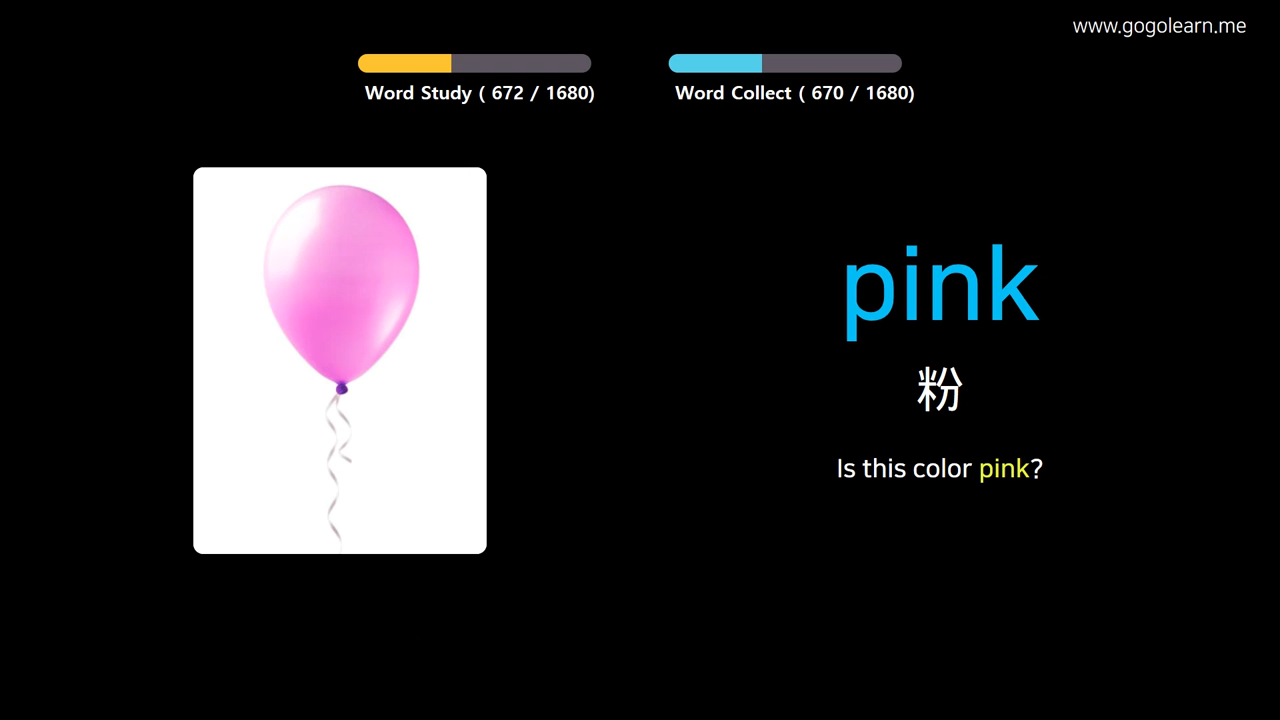 www.gogolearn.me
Word Study ( 672 / 1680)
Word Collect ( 670 / 1680)
pink
粉
Is this color pink?